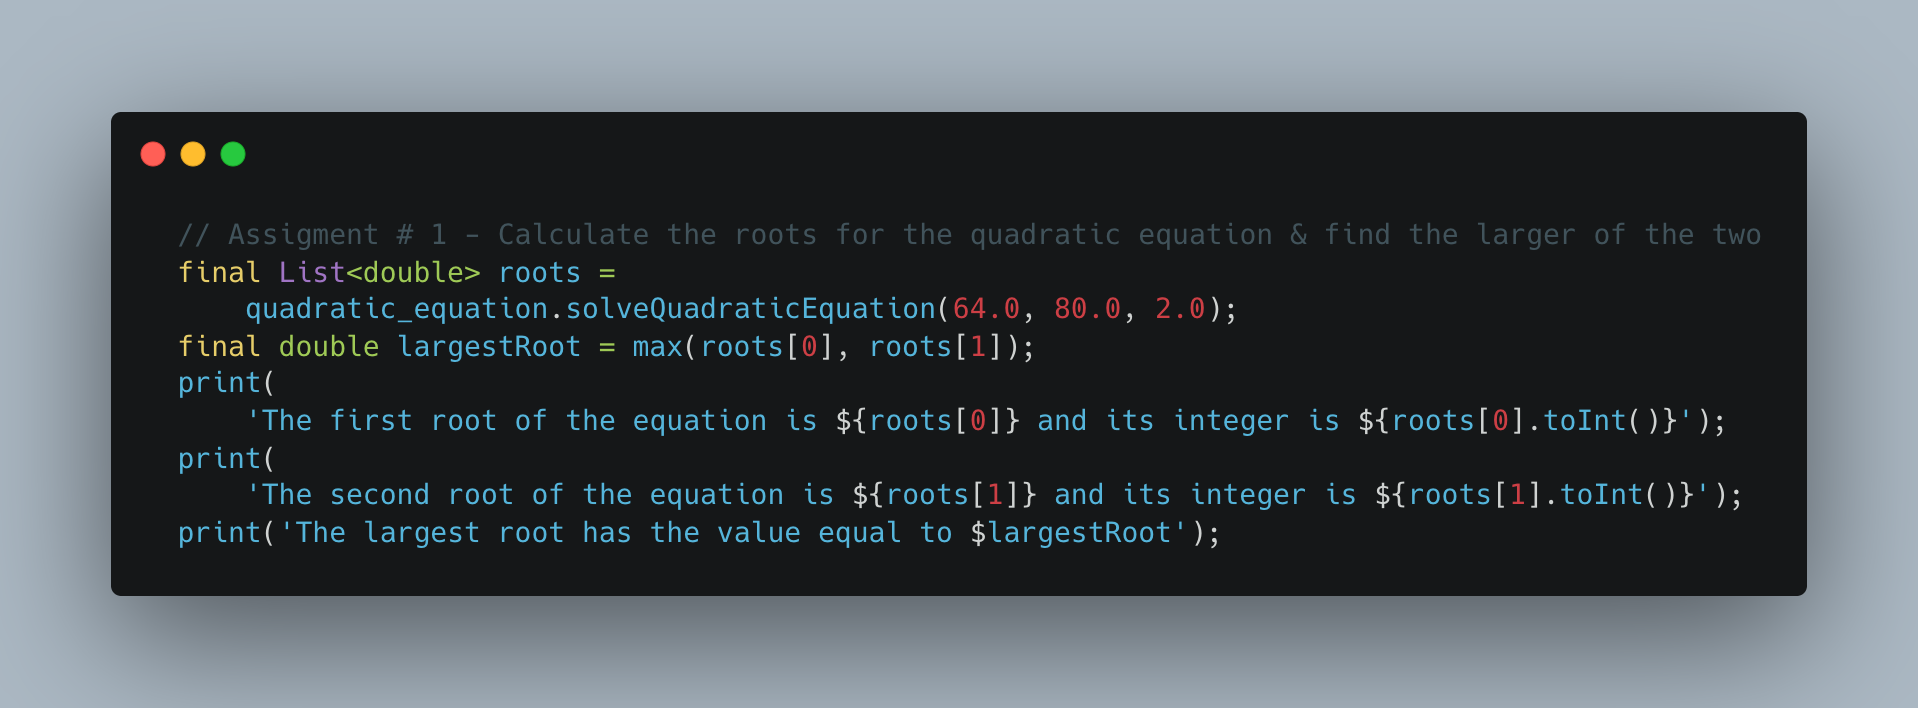 // Assigment # 1 - Calculate the roots for the quadratic equation & find the larger of the two
final List<double> roots =
    quadratic_equation.solveQuadraticEquation(64.0, 80.0, 2.0);
final double largestRoot = max(roots[0], roots[1]);
print(
    'The first root of the equation is ${roots[0]} and its integer is ${roots[0].toInt()}');
print(
    'The second root of the equation is ${roots[1]} and its integer is ${roots[1].toInt()}');
print('The largest root has the value equal to $largestRoot');